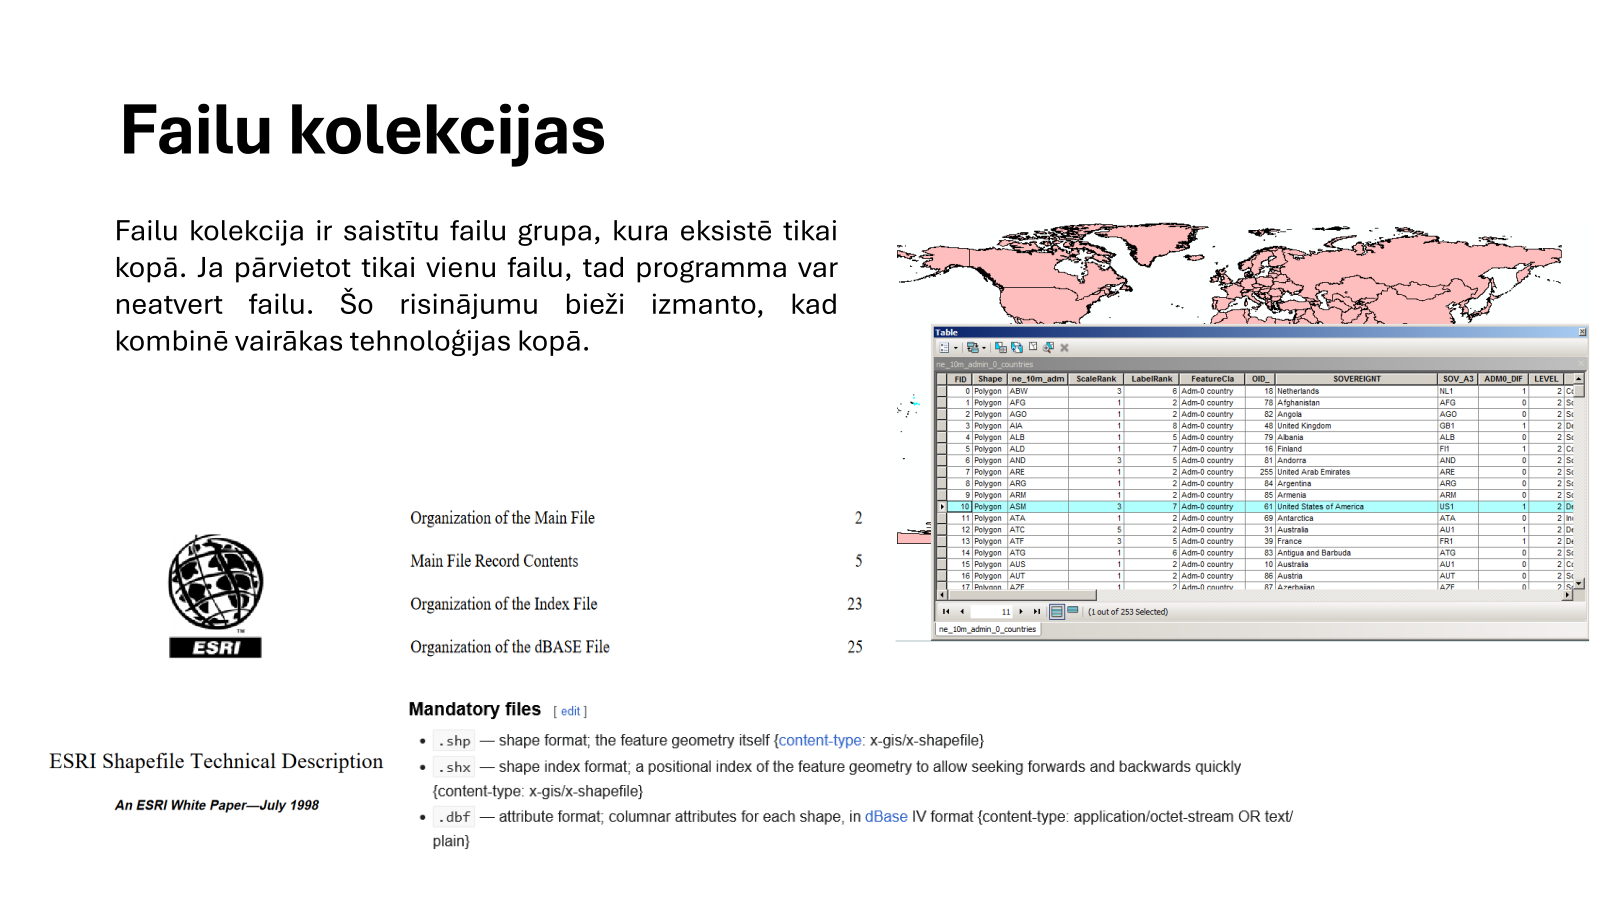 Failu kolekcijas
Failu kolekcija ir saistītu failu grupa, kura eksistē tikai
kopā. Ja pārvietot tikai vienu failu, tad programma var
neatvert failu. Šo risinājumu bieži izmanto, kad
kombinē vairākas tehnoloģijas kopā.
Table
ne_10m_admin_0_countries
FID Shape ne_10m_adm ScaleRank LabelRank FeatureCla OID_ SOVEREIGNT SOV_A3 ADM0_DIF LEVEL
0 Polygon ABW 3 6 Adm-0 country 18 Netherlands NL1 1 2
1 Polygon AFG 1 2 Adm-0 country 78 Afghanistan AFG 0 2
2 Polygon AGO 1 2 Adm-0 country 82 Angola AGO 0 2
3 Polygon AIA 1 8 Adm-0 country 48 United Kingdom GB1 1 2
4 Polygon ALB 1 5 Adm-0 country 79 Albania ALB 0 2
5 Polygon ALD 1 7 Adm-0 country 16 Finland FI1 1 2
6 Polygon AND 3 5 Adm-0 country 81 Andorra AND 0 2
7 Polygon ARE 1 2 Adm-0 country 255 United Arab Emirates ARE 0 2
8 Polygon ARG 1 2 Adm-0 country 84 Argentina ARG 0 2
9 Polygon ARM 1 2 Adm-0 country 85 Armenia ARM 0 2
10 Polygon ASM 3 7 Adm-0 country 61 United States of America US1 1 2
11 Polygon ATA 1 2 Adm-0 country 69 Antarctica ATA 0 2
12 Polygon ATC 5 2 Adm-0 country 31 Australia AU1 1 2
13 Polygon ATF 3 5 Adm-0 country 39 France FR1 1 2
14 Polygon ATG 1 6 Adm-0 country 83 Antigua and Barbuda ATG 0 2
15 Polygon AUS 1 2 Adm-0 country 10 Australia AU1 1 2
16 Polygon AUT 1 2 Adm-0 country 86 Austria AUT 0 2
17 Polygon AZE 1 2 Adm-0 country 87 Azerbaijan AZE 0 2
11 (1 out of 253 Selected)
ne_10m_admin_0_countries
Organization of the Main File 2
Main File Record Contents 5
Organization of the Index File 23
Organization of the dBASE File 25
ESRI
ESRI Shapefile Technical Description
An ESRI White Paper—July 1998
Mandatory files [ edit ]
• .shp — shape format; the feature geometry itself {content-type: x-gis/x-shapefile}
• .shx — shape index format; a positional index of the feature geometry to allow seeking forwards and backwards quickly
{content-type: x-gis/x-shapefile}
• .dbf — attribute format; columnar attributes for each shape, in dBase IV format {content-type: application/octet-stream OR text/
plain}